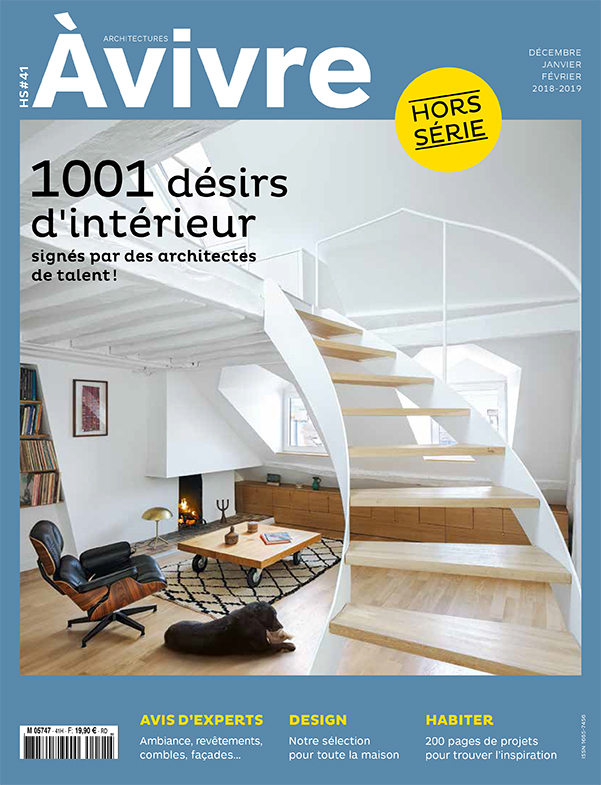 ARCHITECTURES
HS#41
Àvivre
DÉCEMBRE
JANVIER
FÉVRIER
2018-2019
HORS
SÉRIE
1001 désirs
d'intérieur
signés par des architectes
de talent !
M 05747 - 41H - F: 19,90 € - RD
AVIS D'EXPERTS
Ambiance, revêtements,
combles, façades...
DESIGN
Notre sélection
pour toute la maison
HABITER
200 pages de projets
pour trouver l'inspiration
ISSN 1665-7456